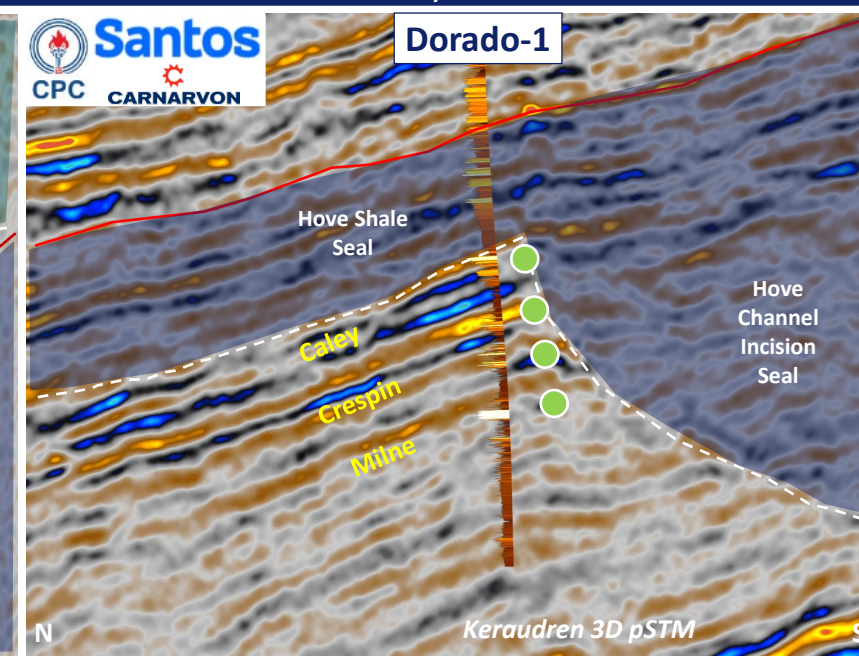 Santos
CPC
CARNARVON
Dorado-1
Hove Shale
Seal
Hove
Channel
Incision
Seal
Caley
Crespin
Milne
N
Keraudren 3D pSTM
S